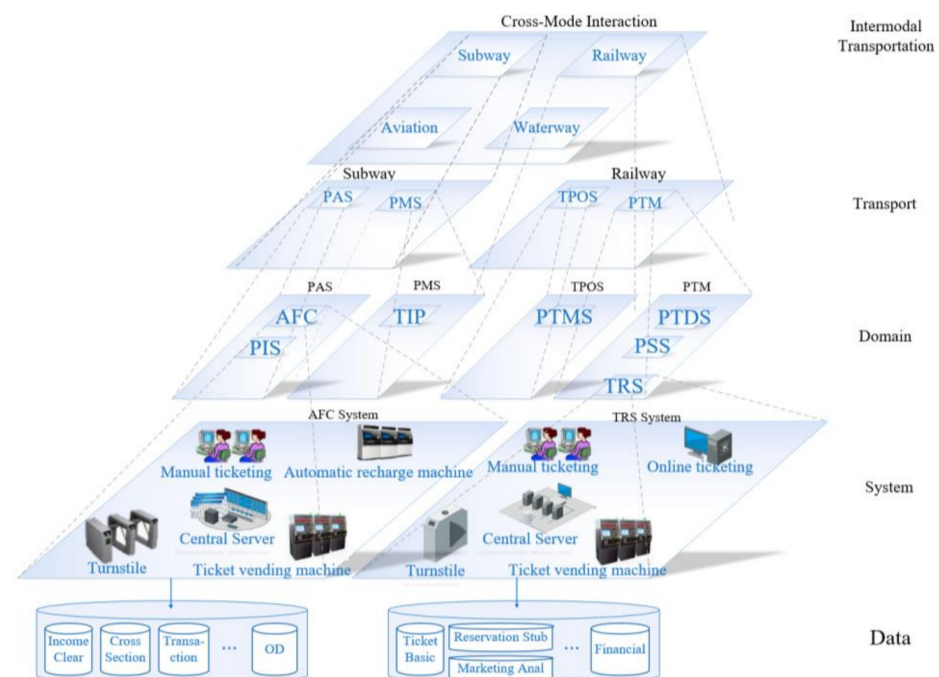 Cross-Mode Interaction
Intermodal
Transportation
Subway
Railway
Aviation
Waterway
Subway
Railway
Transport
PAS
PMS
TPOS
PTM
PAS
PMS
TPOS
PTM
AFC
TIP
PTMS
PTDS
Domain
PIS
PSS
TRS
AFC System
TRS System
Manual ticketing
Automatic recharge machine
Manual ticketing
Online ticketing
System
Central Server
Central Server
Turnstile
Ticket vending machine
Turnstile
Ticket vending machine
Income
Clear
Cross
Section
Transa-
ction
...
OD
Ticket
Basic
Reservation Stub
Marketing Anal
...
Financial
Data